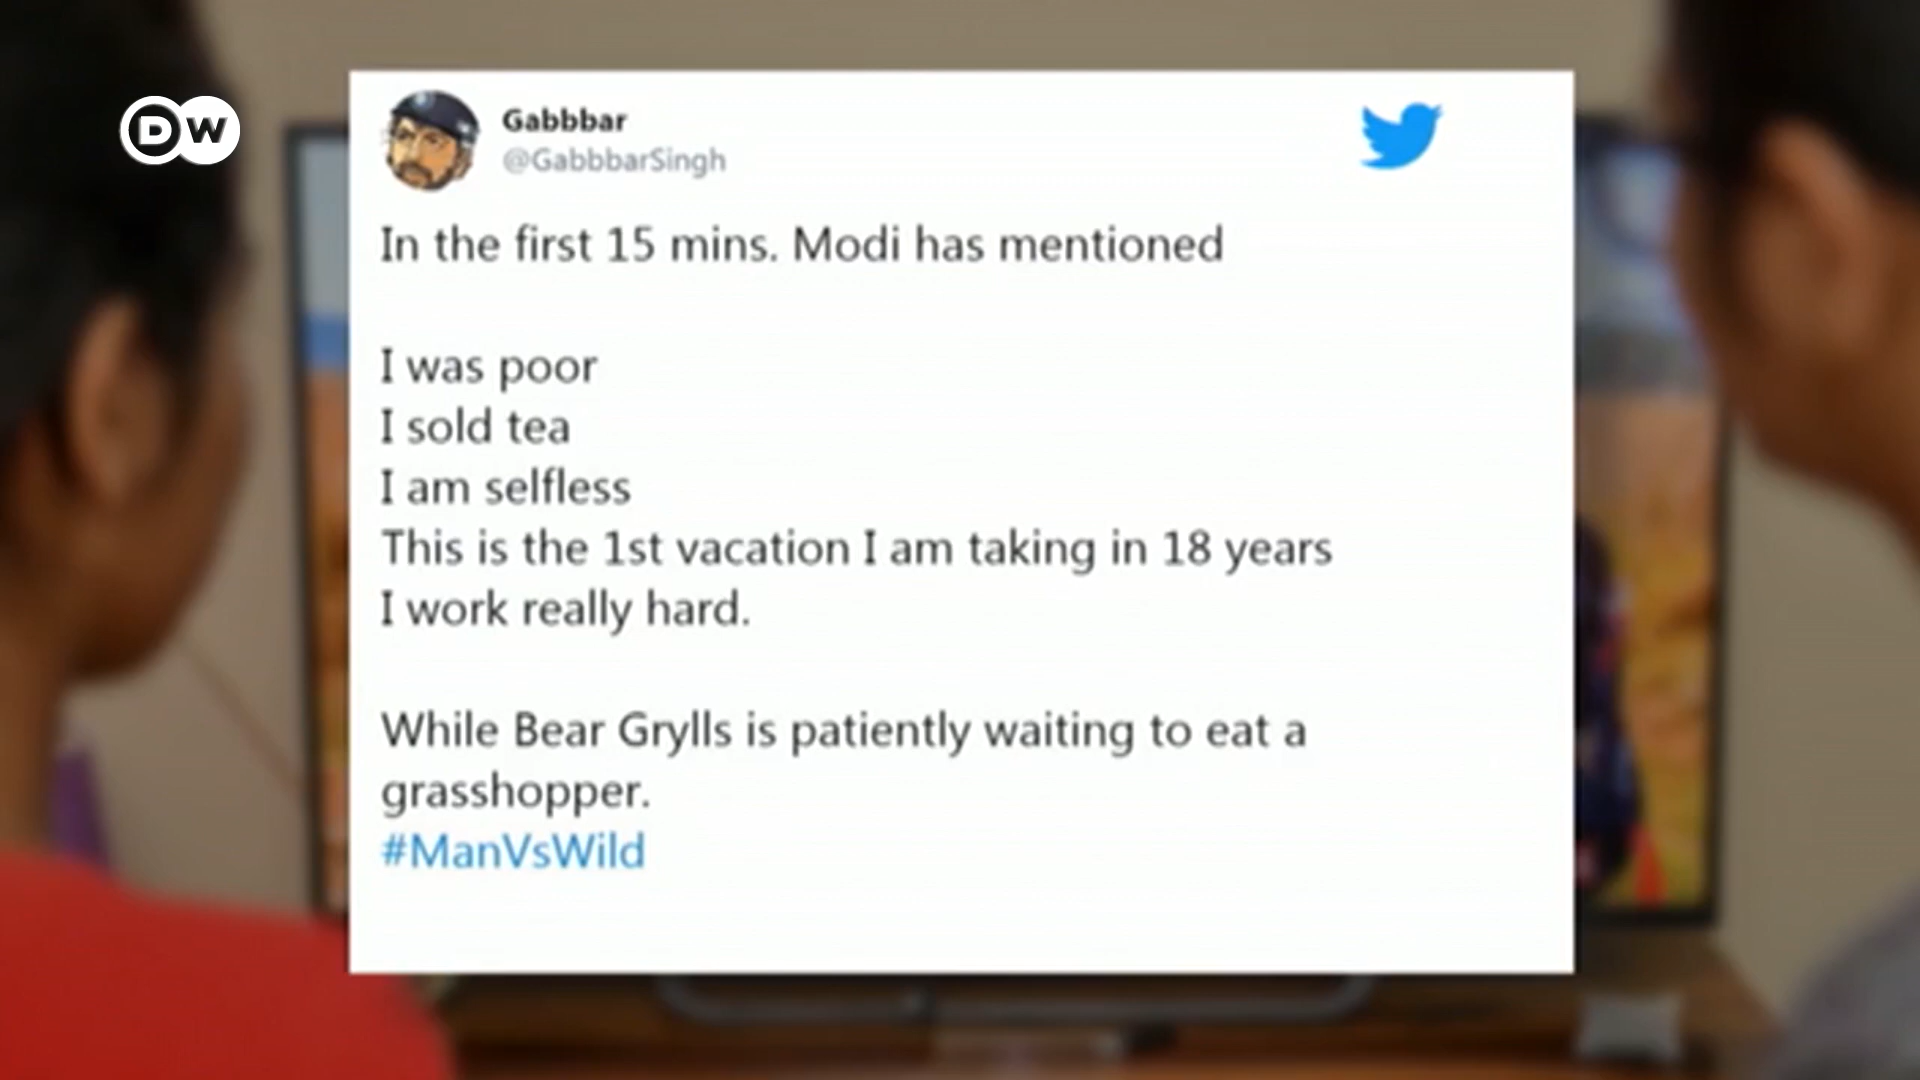 DW
Gabbbar
@GabbbarSingh
In the first 15 mins. Modi has mentioned
I was poor
I sold tea
I am selfless
This is the 1st vacation I am taking in 18 years
I work really hard.
While Bear Grylls is patiently waiting to eat a
grasshopper.
#ManVsWild